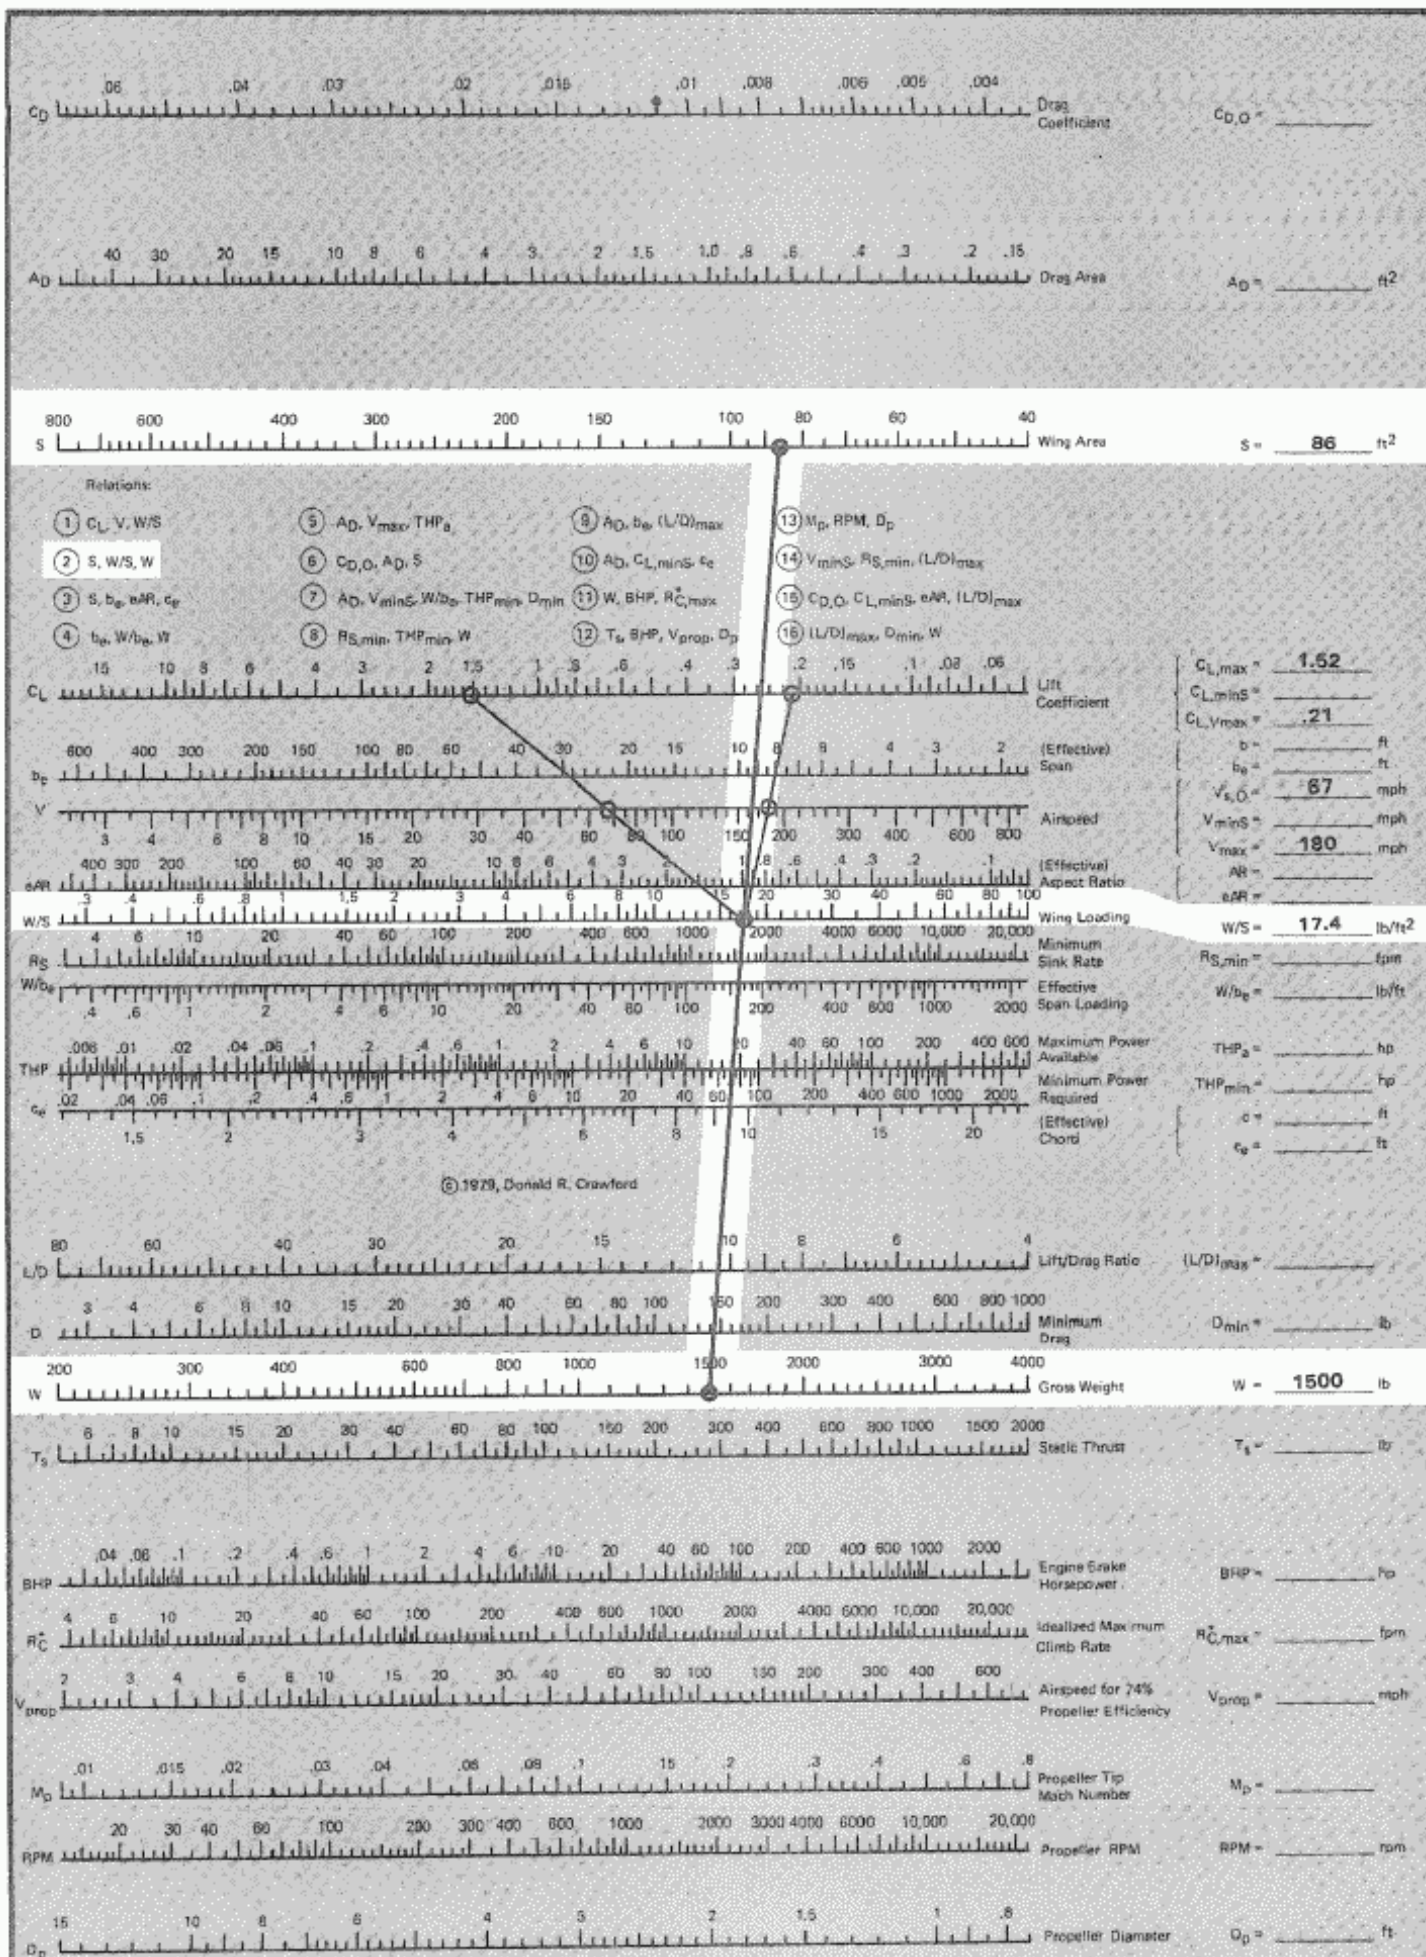 .06 .04 .03 .02 .015 .01 .008 .006 .005 .004
C_D Drag Coefficient C_D,O = ______
40 30 20 15 10 8 6 4 3 2 1.5 1.0 .8 .6 .4 .3 .2 .15
A_D Drag Area A_D = ______ ft²
800 600 400 300 200 150 100 80 60 40
S Wing Area S = 86 ft²
Relations:
① C_L, V, W/S ⑤ A_D, V_max, THP_a ⑨ A_D, b_e, (L/D)_max ⑬ M_p, RPM, D_p
② S, W/S, W ⑥ C_D,O, A_D, S ⑩ A_D, C_L,minS, c_e ⑭ V_minS, R_S,min, (L/D)_max
③ S, b_e, eAR, c_e ⑦ A_D, V_minS, W/b_e, THP_min, D_min ⑪ W, BHP, R*_C,max ⑮ C_D,O, C_L,minS, eAR, (L/D)_max
④ b_e, W/b_e, W ⑧ R_S,min, THP_min, W ⑫ T_s, BHP, V_prop, D_p ⑯ (L/D)_max, D_min, W
15 10 8 6 4 3 2 1.5 1 .8 .6 .4 .3 .2 .15 .1 .08 .06
C_L Lift Coefficient
C_L,max = 1.52
C_L,minS = ______
C_L,Vmax = .21
600 400 300 200 150 100 80 60 40 30 20 15 10 8 4 3 2
b_e (Effective) Span
b = ______ ft
b_e = ______ ft
V Airspeed
3 4 6 8 10 15 20 30 40 60 80 100 150 200 300 400 600 800
V_s,O = 67 mph
V_minS = ______ mph
V_max = 180 mph
400 300 200 100 60 40 30 20 10 8 6 4 3 2 1 .8 .6 .4 .3 .2 .1
eAR (Effective) Aspect Ratio
AR = ______
eAR = ______
.3 .4 .6 .8 1 1.5 2 3 4 6 8 10 15 20 30 40 60 80 100
W/S Wing Loading W/S = 17.4 lb/ft²
4 6 10 20 40 60 100 200 400 600 1000 2000 4000 6000 10,000 20,000
R_S Minimum Sink Rate R_S,min = ______ fpm
W/b_e Effective Span Loading W/b_e = ______ lb/ft
.4 .6 1 2 4 6 10 20 40 60 100 200 400 600 1000 2000
.006 .01 .02 .04 .06 .1 .2 .4 .6 1 2 4 6 10 20 40 60 100 200 400 600
Maximum Power Available THP_a = ______ hp
THP
Minimum Power Required THP_min = ______ hp
.02 .04 .06 .1 .2 .4 .6 1 2 4 6 10 20 40 60 100 200 400 600 1000 2000
c_e (Effective) Chord
c = ______ ft
c_e = ______ ft
1.5 2 3 4 6 8 10 15 20
© 1979, Donald R. Crawford
80 60 40 30 20 15 10 8 6 4
L/D Lift/Drag Ratio (L/D)_max = ______
3 4 6 8 10 15 20 30 40 60 80 100 150 200 300 400 600 800 1000
D Minimum Drag D_min = ______ lb
200 300 400 600 800 1000 1500 2000 3000 4000
W Gross Weight W = 1500 lb
6 8 10 15 20 30 40 60 80 100 150 200 300 400 600 800 1000 1500 2000
T_s Static Thrust T_s = ______ lb
.04 .06 .1 .2 .4 .6 1 2 4 6 10 20 40 60 100 200 400 600 1000 2000
BHP Engine Brake Horsepower BHP = ______ hp
4 6 10 20 40 60 100 200 400 600 1000 2000 4000 6000 10,000 20,000
R*_C Idealized Maximum Climb Rate R*_C,max = ______ fpm
2 3 4 6 8 10 15 20 30 40 60 80 100 150 200 300 400 600
V_prop Airspeed for 74% Propeller Efficiency V_prop = ______ mph
.01 .015 .02 .03 .04 .06 .08 .1 15 .2 .3 .4 .6 .8
M_p Propeller Tip Mach Number M_p = ______
20 30 40 60 100 200 300 400 600 1000 2000 3000 4000 6000 10,000 20,000
RPM Propeller RPM RPM = ______ rpm
15 10 8 6 4 3 2 1.5 1 .8
D_p Propeller Diameter D_p = ______ ft